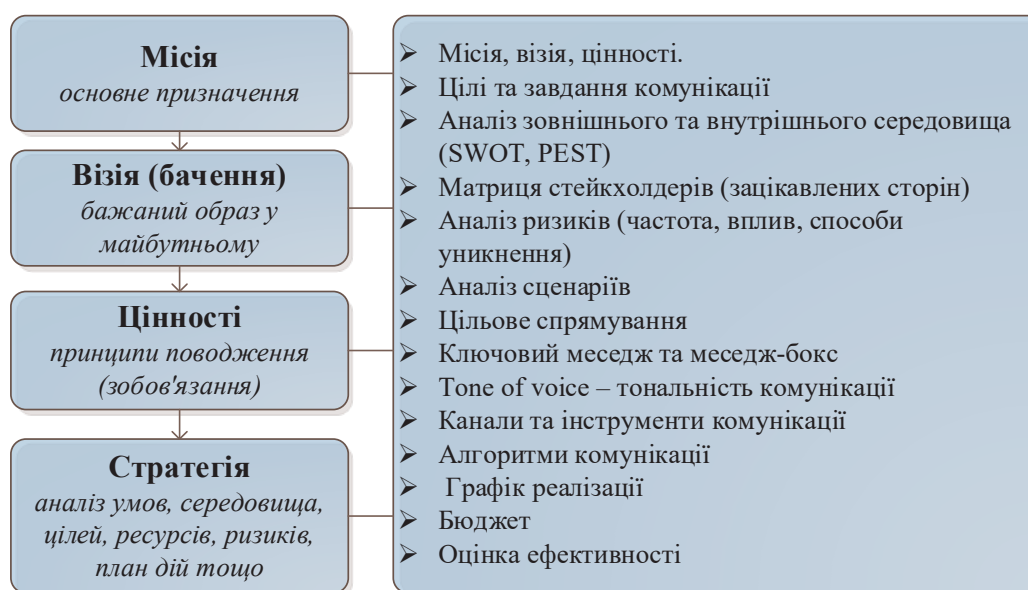 Місія
основне призначення
Візія (бачення)
бажаний образ у
майбутньому
Цінності
принципи поводження
(зобов'язання)
Стратегія
аналіз умов, середовища,
цілей, ресурсів, ризиків,
план дій тощо
Місія, візія, цінності.
Цілі та завдання комунікації
Аналіз зовнішнього та внутрішнього середовища
(SWOT, PEST)
Матриця стейкхолдерів (зацікавлених сторін)
Аналіз ризиків (частота, вплив, способи
уникнення)
Аналіз сценаріїв
Цільове спрямування
Ключовий меседж та меседж-бокс
Tone of voice – тональність комунікації
Канали та інструменти комунікації
Алгоритми комунікації
Графік реалізації
Бюджет
Оцінка ефективності